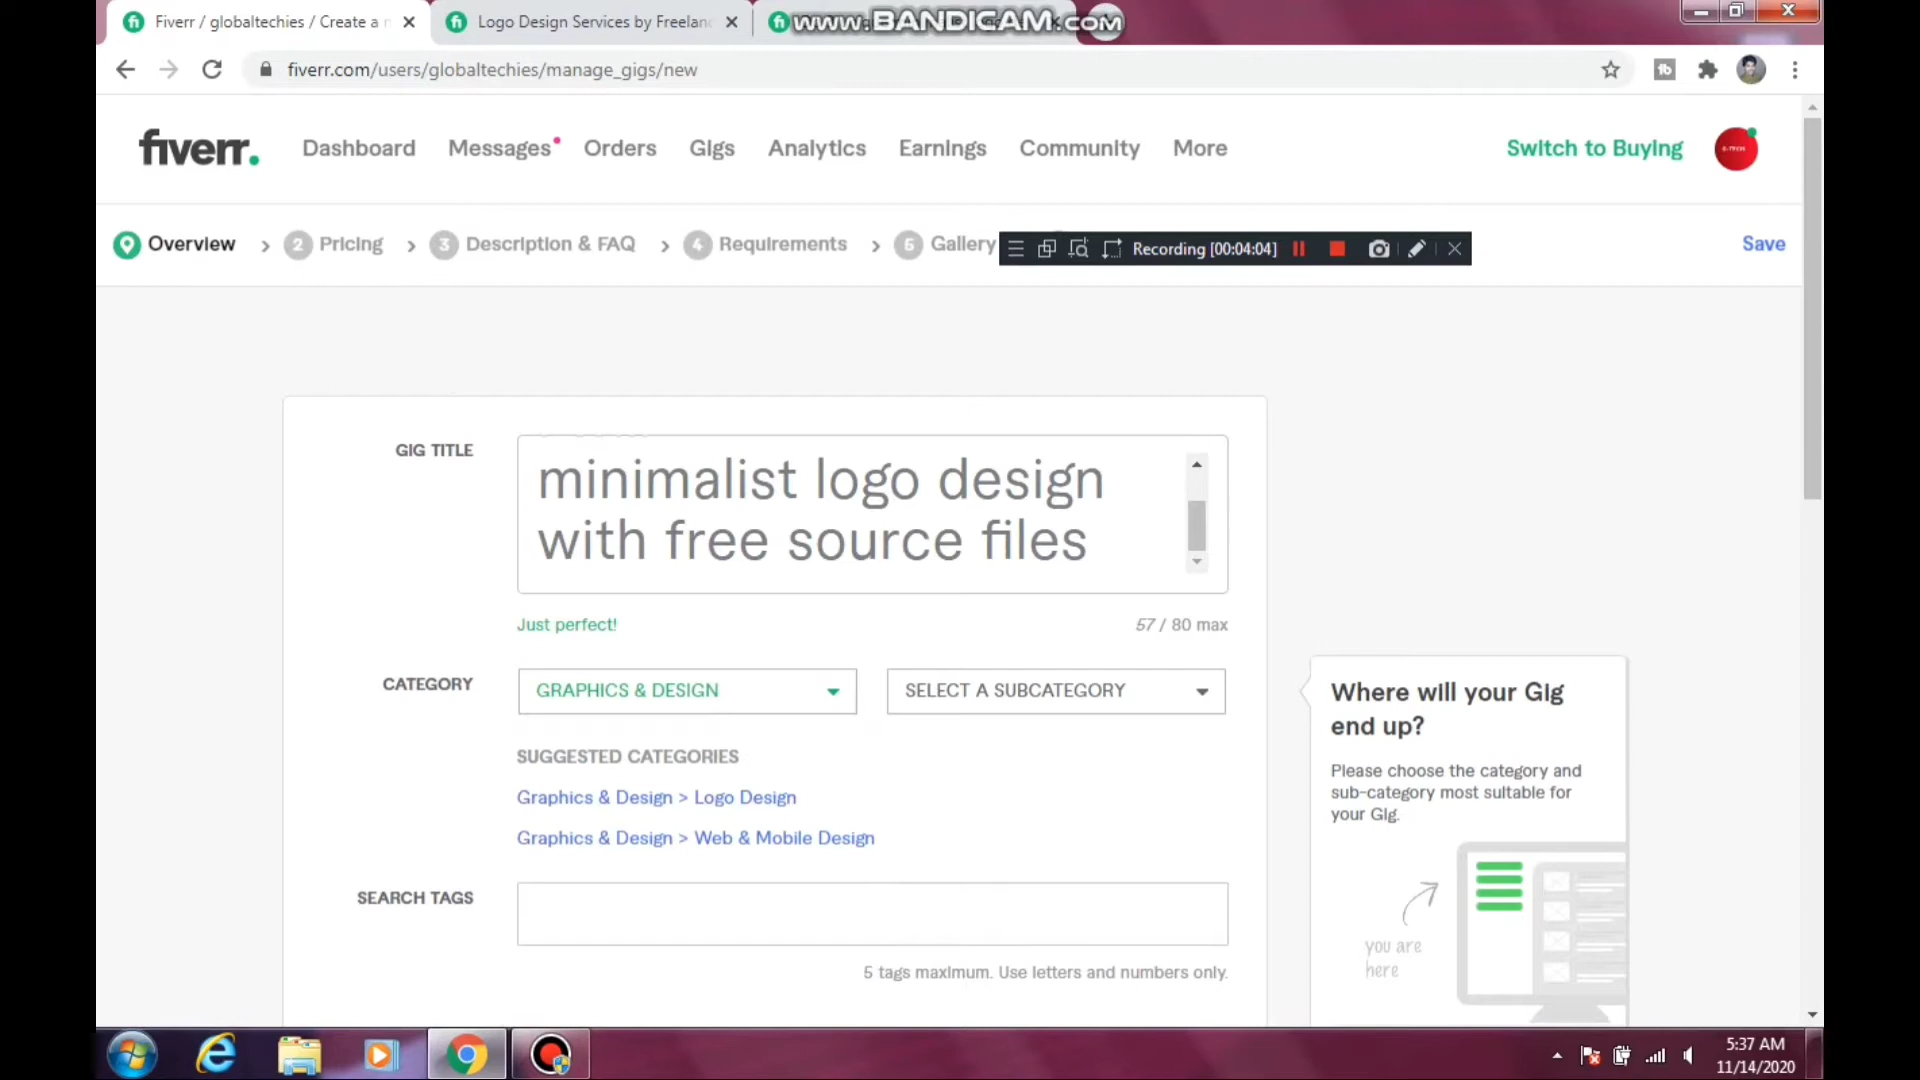 Fiverr / globaltechies / Create a n
Logo Design Services by Freelanc
www.BANDICAM.com
fiverr.com/users/globaltechies/manage_gigs/new
fiverr.
Dashboard
Messages
Orders
Gigs
Analytics
Earnings
Community
More
Switch to Buying
Overview
2 Pricing
3 Description & FAQ
4 Requirements
5 Gallery
Recording [00:04:04]
Save
GIG TITLE
minimalist logo design
with free source files
Just perfect!
57 / 80 max
CATEGORY
GRAPHICS & DESIGN
SELECT A SUBCATEGORY
SUGGESTED CATEGORIES
Graphics & Design > Logo Design
Graphics & Design > Web & Mobile Design
SEARCH TAGS
5 tags maximum. Use letters and numbers only.
Where will your Gig
end up?
Please choose the category and
sub-category most suitable for
your Gig.
you are
here
5:37 AM
11/14/2020